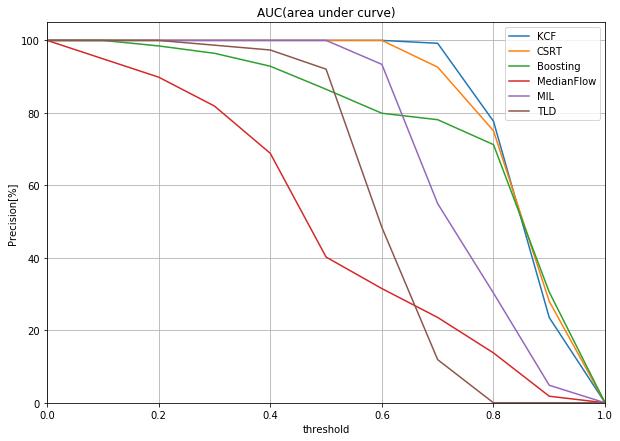 AUC(area under curve)
KCF
CSRT
Boosting
MedianFlow
MIL
TLD
Precision[%]
100
80
60
40
20
0
0.0 0.2 0.4 0.6 0.8 1.0
threshold